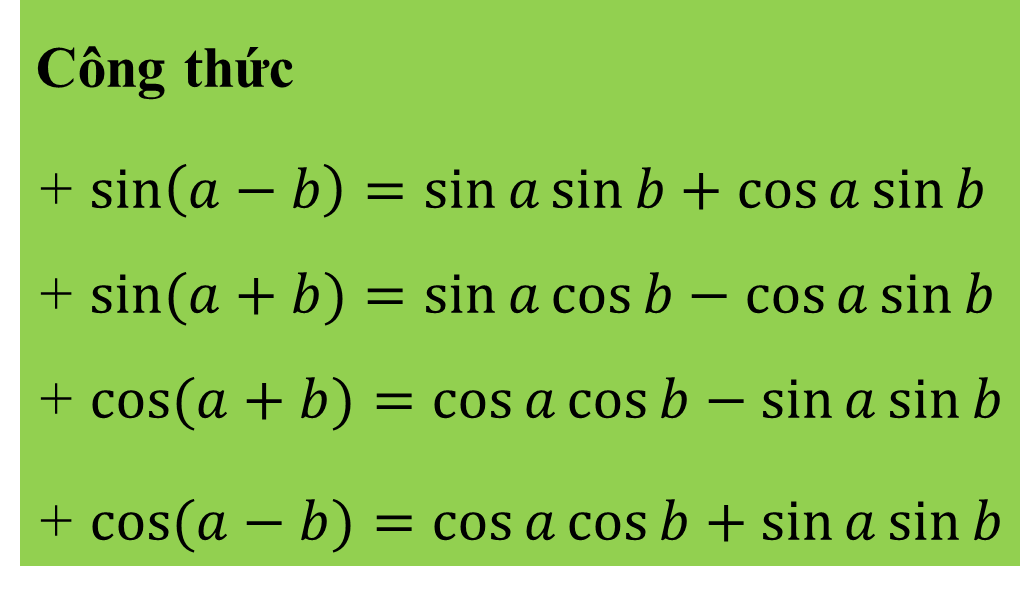 Công thức
+ sin(a − b) = sin a sin b + cos a sin b
+ sin(a + b) = sin a cos b − cos a sin b
+ cos(a + b) = cos a cos b − sin a sin b
+ cos(a − b) = cos a cos b + sin a sin b